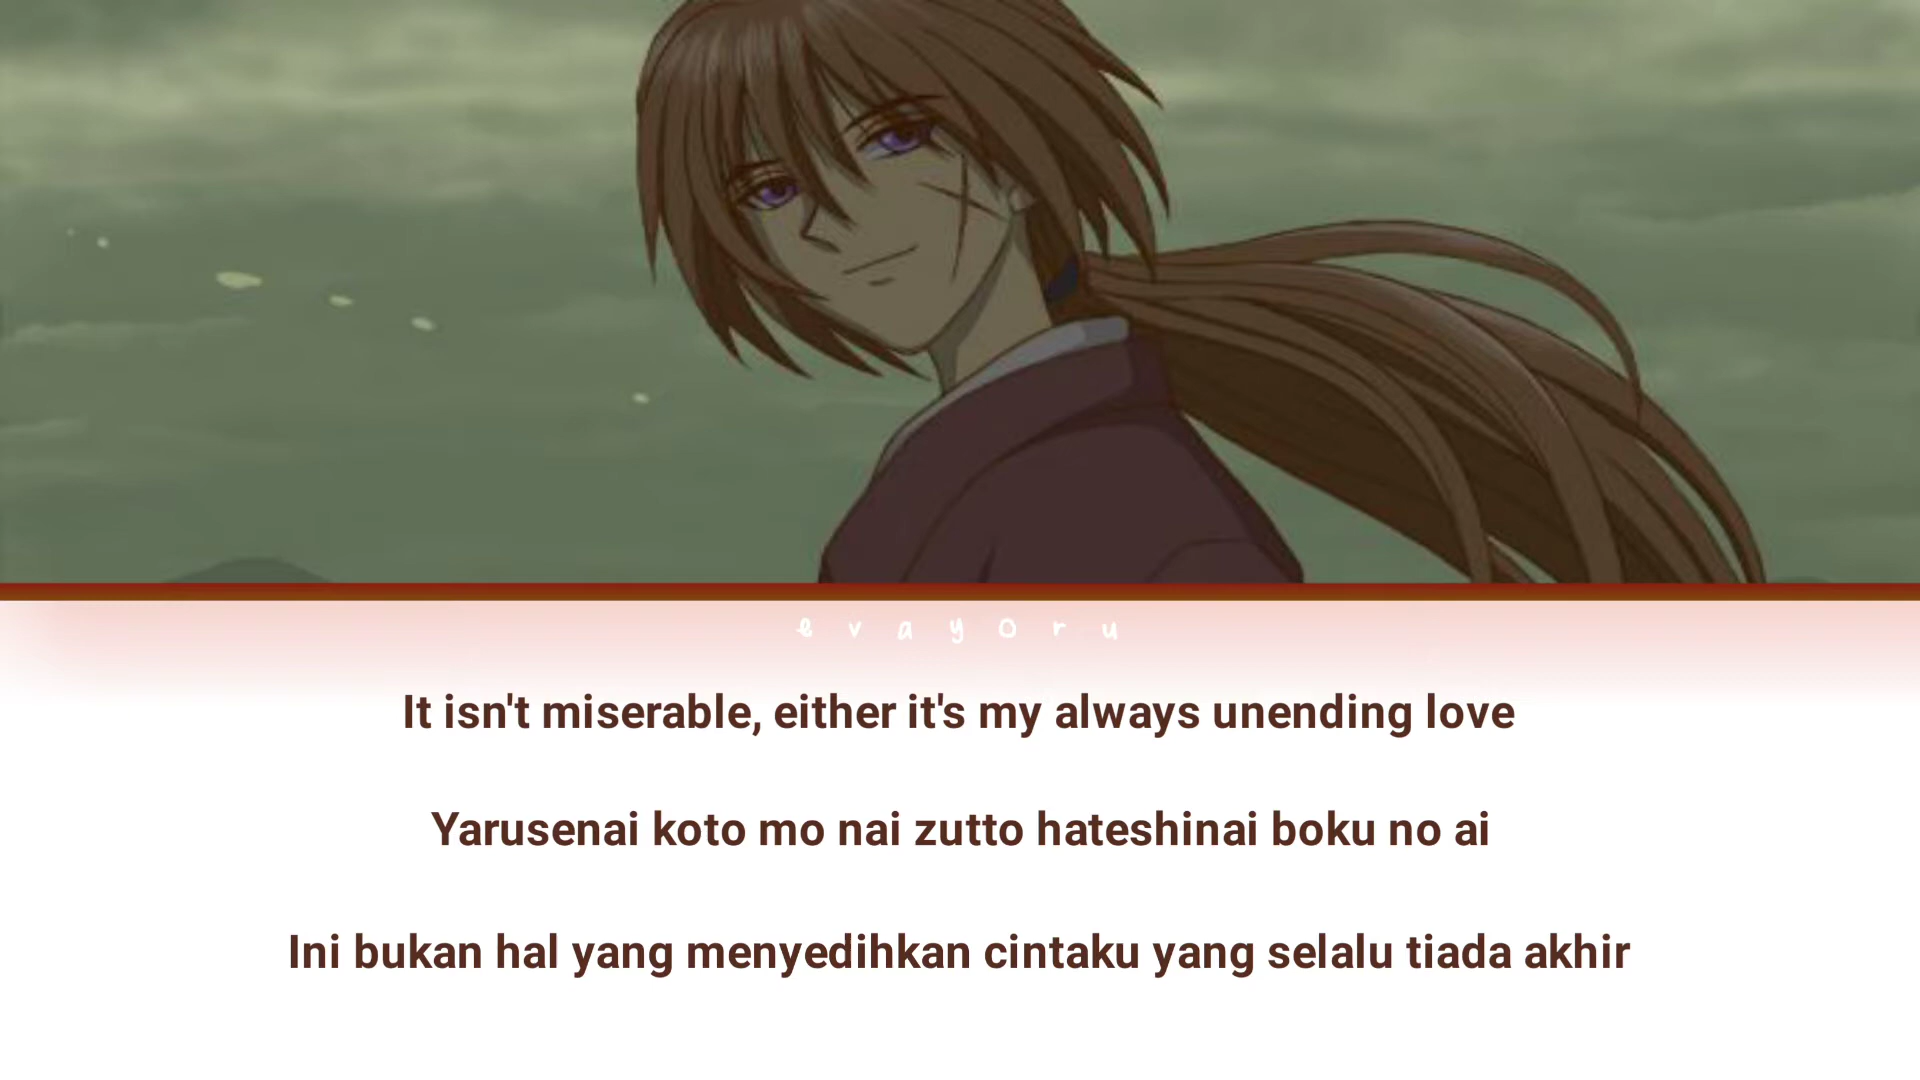 evayoru
It isn't miserable, either it's my always unending love
Yarusenai koto mo nai zutto hateshinai boku no ai
Ini bukan hal yang menyedihkan cintaku yang selalu tiada akhir